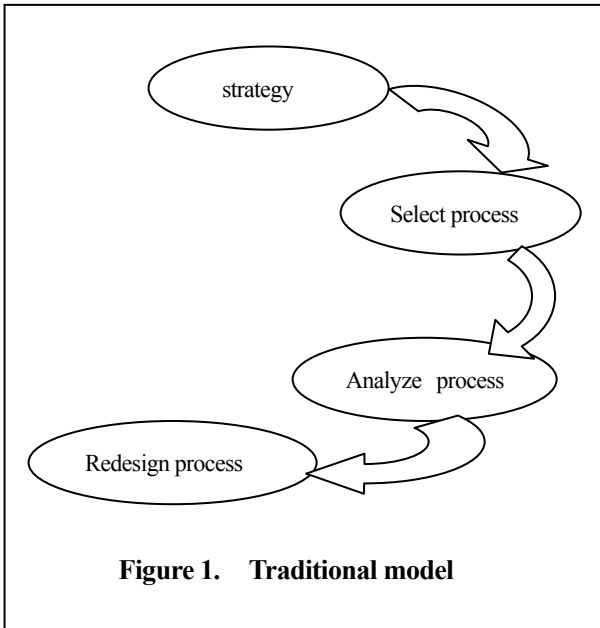 strategy
Select process
Analyze process
Redesign process
Figure 1. Traditional model